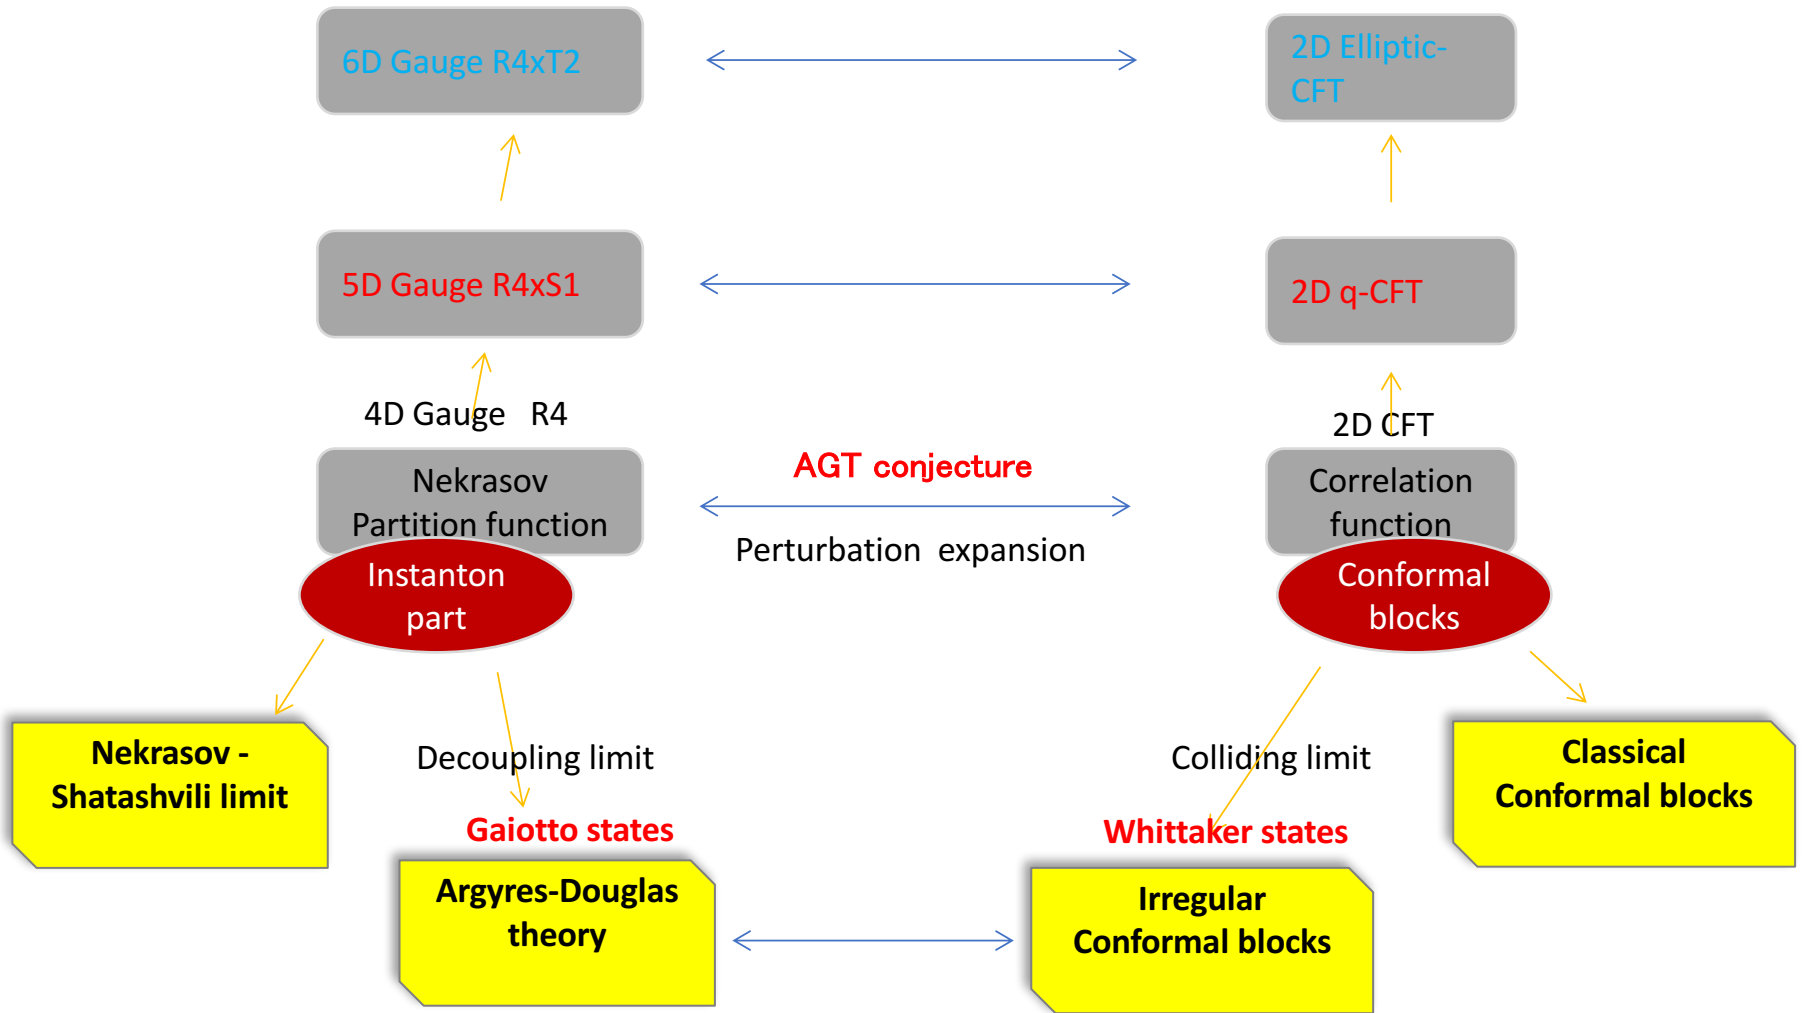 6D Gauge R4xT2
2D Elliptic-
CFT
5D Gauge R4xS1
2D q-CFT
4D Gauge R4
2D CFT
Nekrasov
Partition function
AGT conjecture
Perturbation expansion
Correlation
function
Instanton
part
Conformal
blocks
Nekrasov -
Shatashvili limit
Decoupling limit
Colliding limit
Classical
Conformal blocks
Gaiotto states
Whittaker states
Argyres-Douglas
theory
Irregular
Conformal blocks